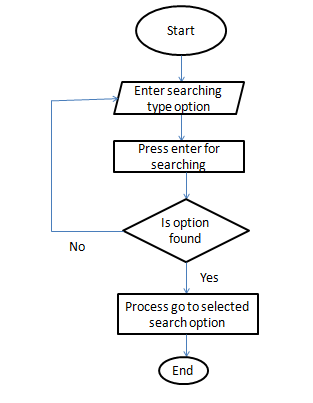 Start
Enter searching
type option
Press enter for
searching
Is option
found
No
Yes
Process go to selected
search option
End